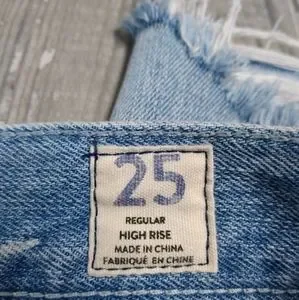 25
REGULAR
HIGH RISE
MADE IN CHINA
FABRIQUÉ EN CHINE